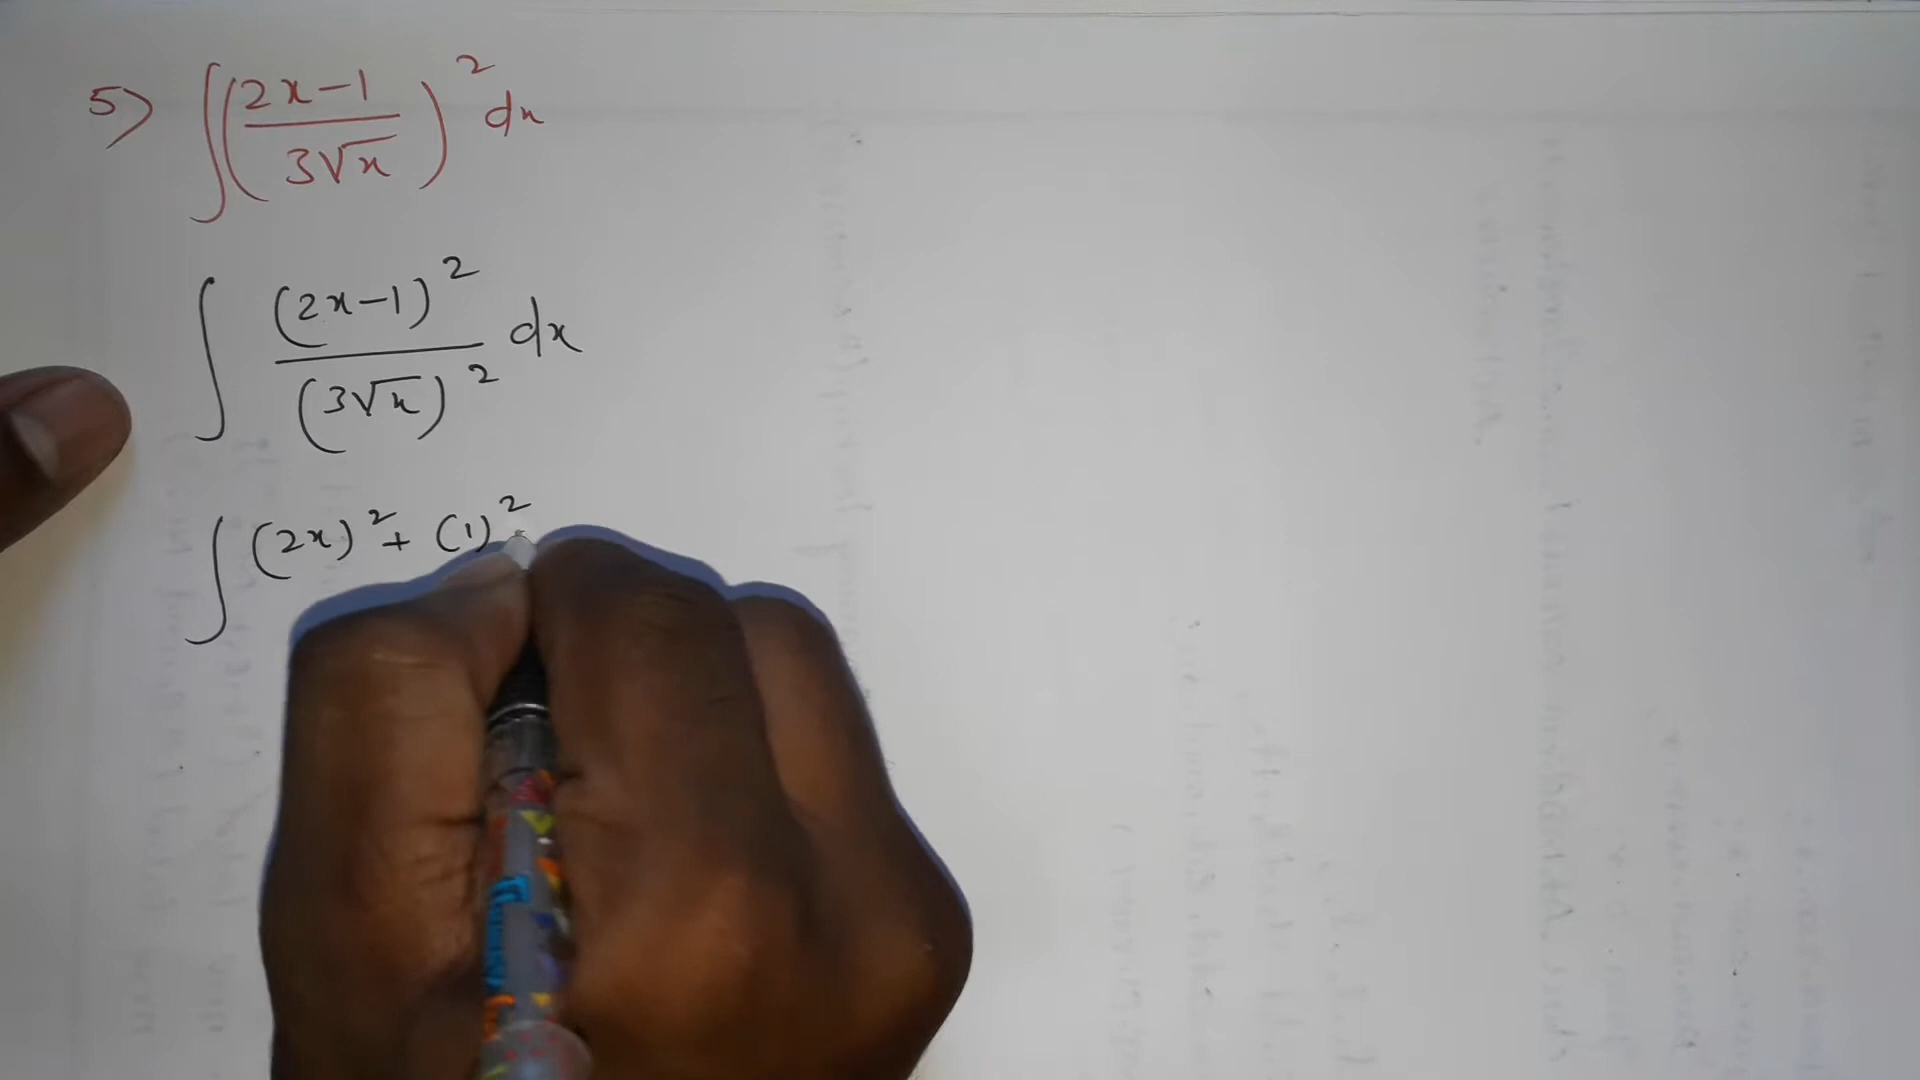 5) ∫(2x-1/3√x)² dx
∫ (2x-1)²/(3√x)² dx
∫ (2x)² + (1)²